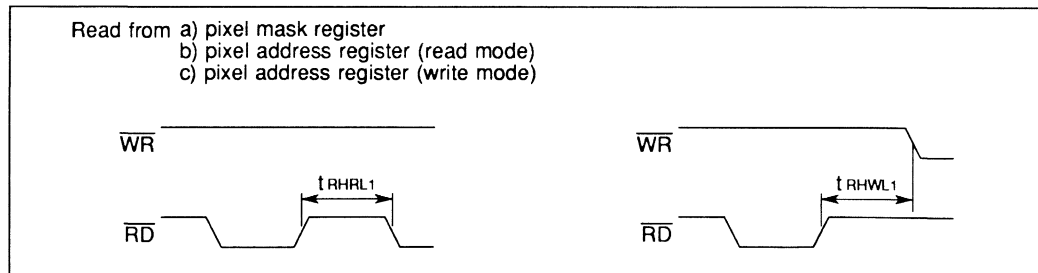 Read from a) pixel mask register
b) pixel address register (read mode)
c) pixel address register (write mode)
WR
WR
t RHRL1
t RHWL1
RD
RD